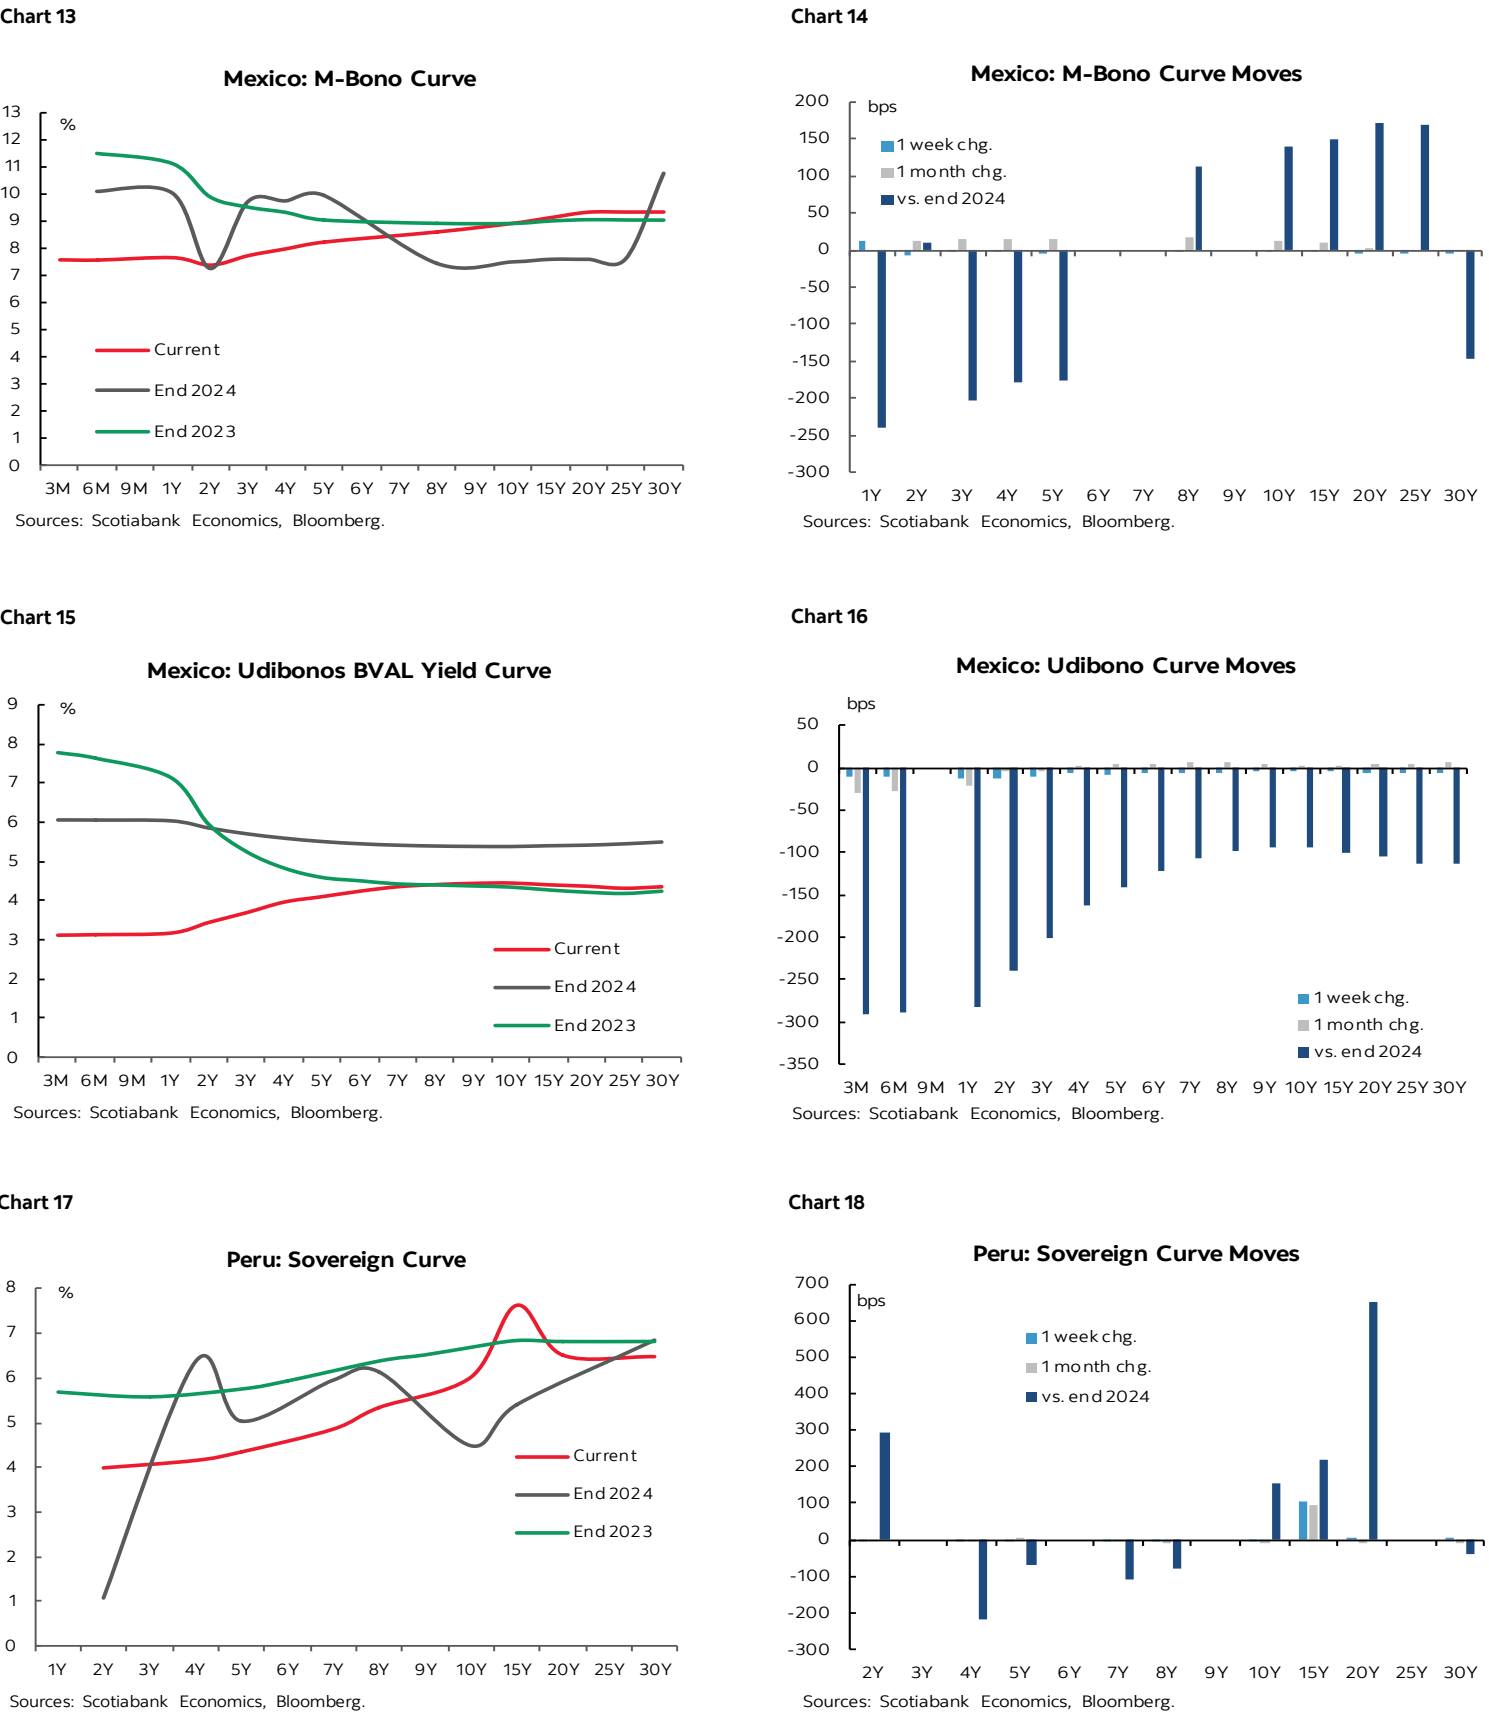 Chart 13
Mexico: M-Bono Curve
%
13
12
11
10
9
8
7
6
5
4
3
2
1
0
Current
End 2024
End 2023
3M 6M 9M 1Y 2Y 3Y 4Y 5Y 6Y 7Y 8Y 9Y 10Y 15Y 20Y 25Y 30Y
Sources: Scotiabank Economics, Bloomberg.
Chart 14
Mexico: M-Bono Curve Moves
bps
200
150
100
50
0
-50
-100
-150
-200
-250
-300
1 week chg.
1 month chg.
vs. end 2024
1Y 2Y 3Y 4Y 5Y 6Y 7Y 8Y 9Y 10Y 15Y 20Y 25Y 30Y
Sources: Scotiabank Economics, Bloomberg.
Chart 15
Mexico: Udibonos BVAL Yield Curve
%
9
8
7
6
5
4
3
2
1
0
Current
End 2024
End 2023
3M 6M 9M 1Y 2Y 3Y 4Y 5Y 6Y 7Y 8Y 9Y 10Y 15Y 20Y 25Y 30Y
Sources: Scotiabank Economics, Bloomberg.
Chart 16
Mexico: Udibono Curve Moves
bps
50
0
-50
-100
-150
-200
-250
-300
-350
1 week chg.
1 month chg.
vs. end 2024
3M 6M 9M 1Y 2Y 3Y 4Y 5Y 6Y 7Y 8Y 9Y 10Y 15Y 20Y 25Y 30Y
Sources: Scotiabank Economics, Bloomberg.
Chart 17
Peru: Sovereign Curve
%
8
7
6
5
4
3
2
1
0
Current
End 2024
End 2023
1Y 2Y 3Y 4Y 5Y 6Y 7Y 8Y 9Y 10Y 15Y 20Y 25Y 30Y
Sources: Scotiabank Economics, Bloomberg.
Chart 18
Peru: Sovereign Curve Moves
bps
700
600
500
400
300
200
100
0
-100
-200
-300
1 week chg.
1 month chg.
vs. end 2024
2Y 3Y 4Y 5Y 6Y 7Y 8Y 9Y 10Y 15Y 20Y 25Y 30Y
Sources: Scotiabank Economics, Bloomberg.